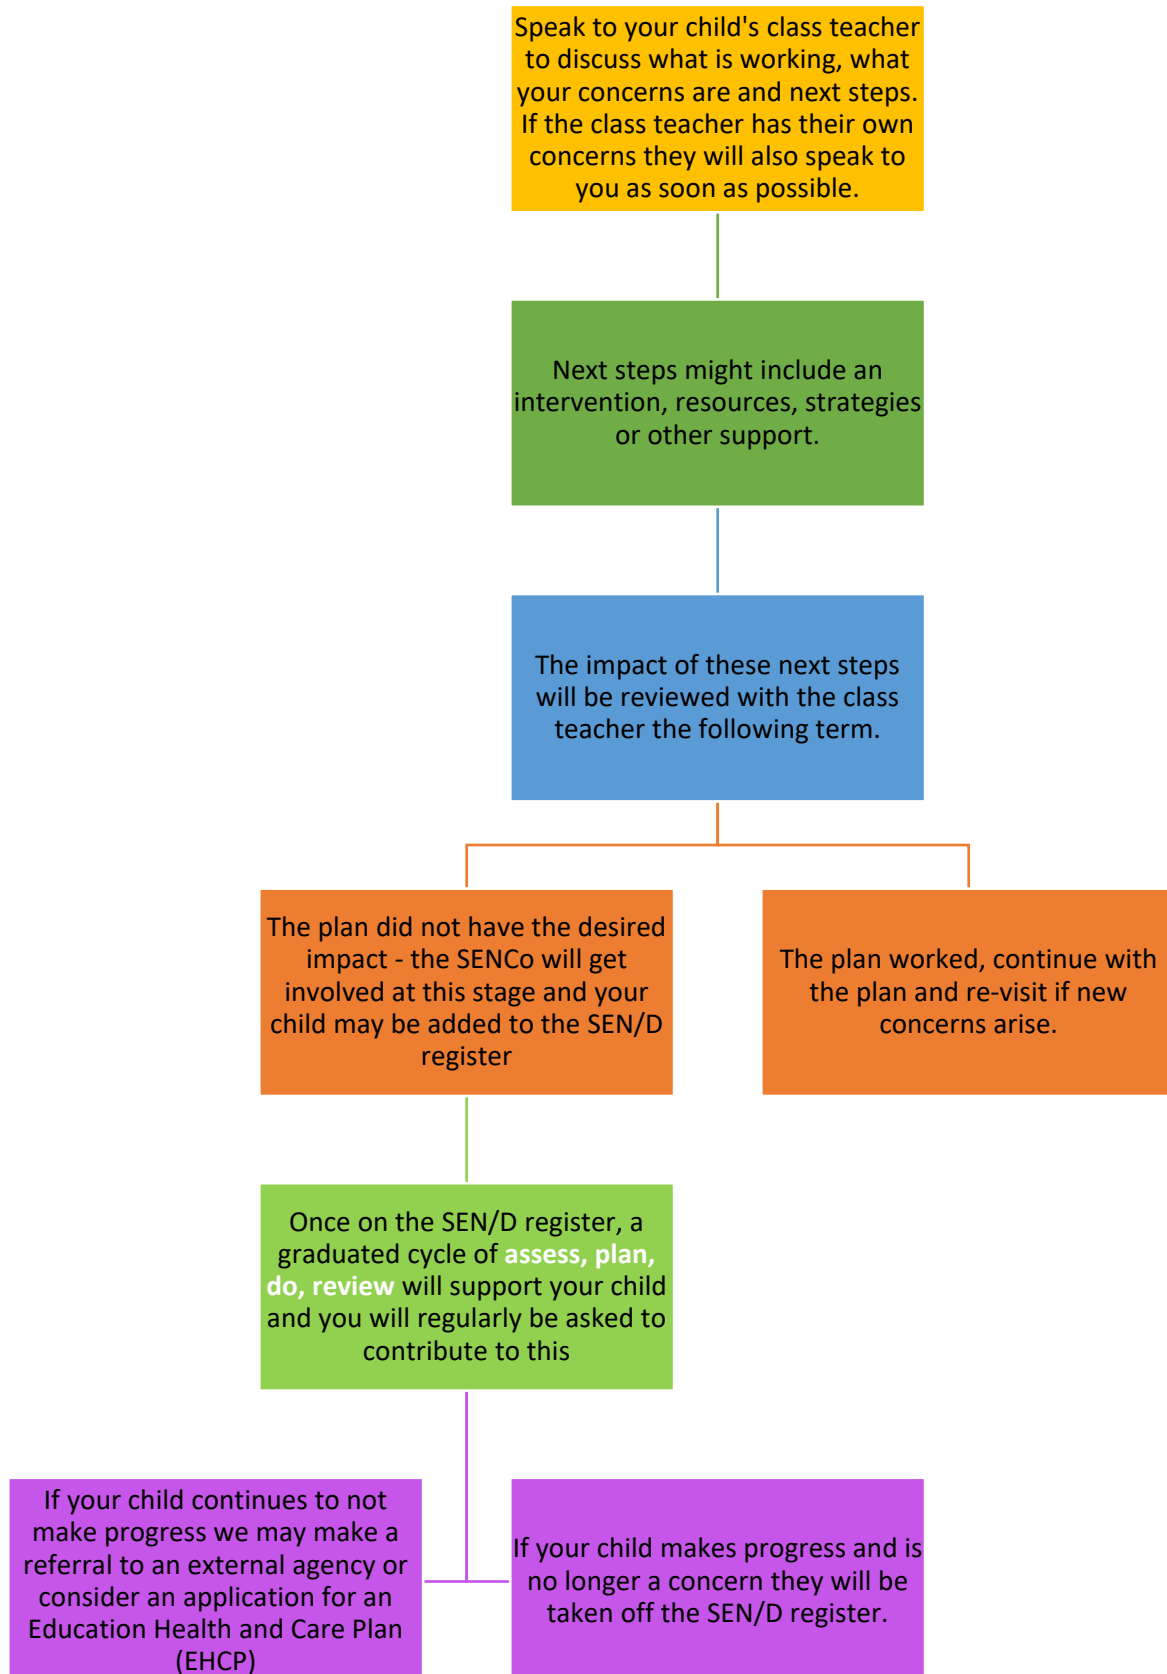 Speak to your child's class teacher
to discuss what is working, what
your concerns are and next steps.
If the class teacher has their own
concerns they will also speak to
you as soon as possible.
Next steps might include an
intervention, resources, strategies
or other support.
The impact of these next steps
will be reviewed with the class
teacher the following term.
The plan did not have the desired
impact - the SENCo will get
involved at this stage and your
child may be added to the SEN/D
register
The plan worked, continue with
the plan and re-visit if new
concerns arise.
Once on the SEN/D register, a
graduated cycle of assess, plan,
do, review will support your child
and you will regularly be asked to
contribute to this
If your child continues to not
make progress we may make a
referral to an external agency or
consider an application for an
Education Health and Care Plan
(EHCP)
If your child makes progress and is
no longer a concern they will be
taken off the SEN/D register.